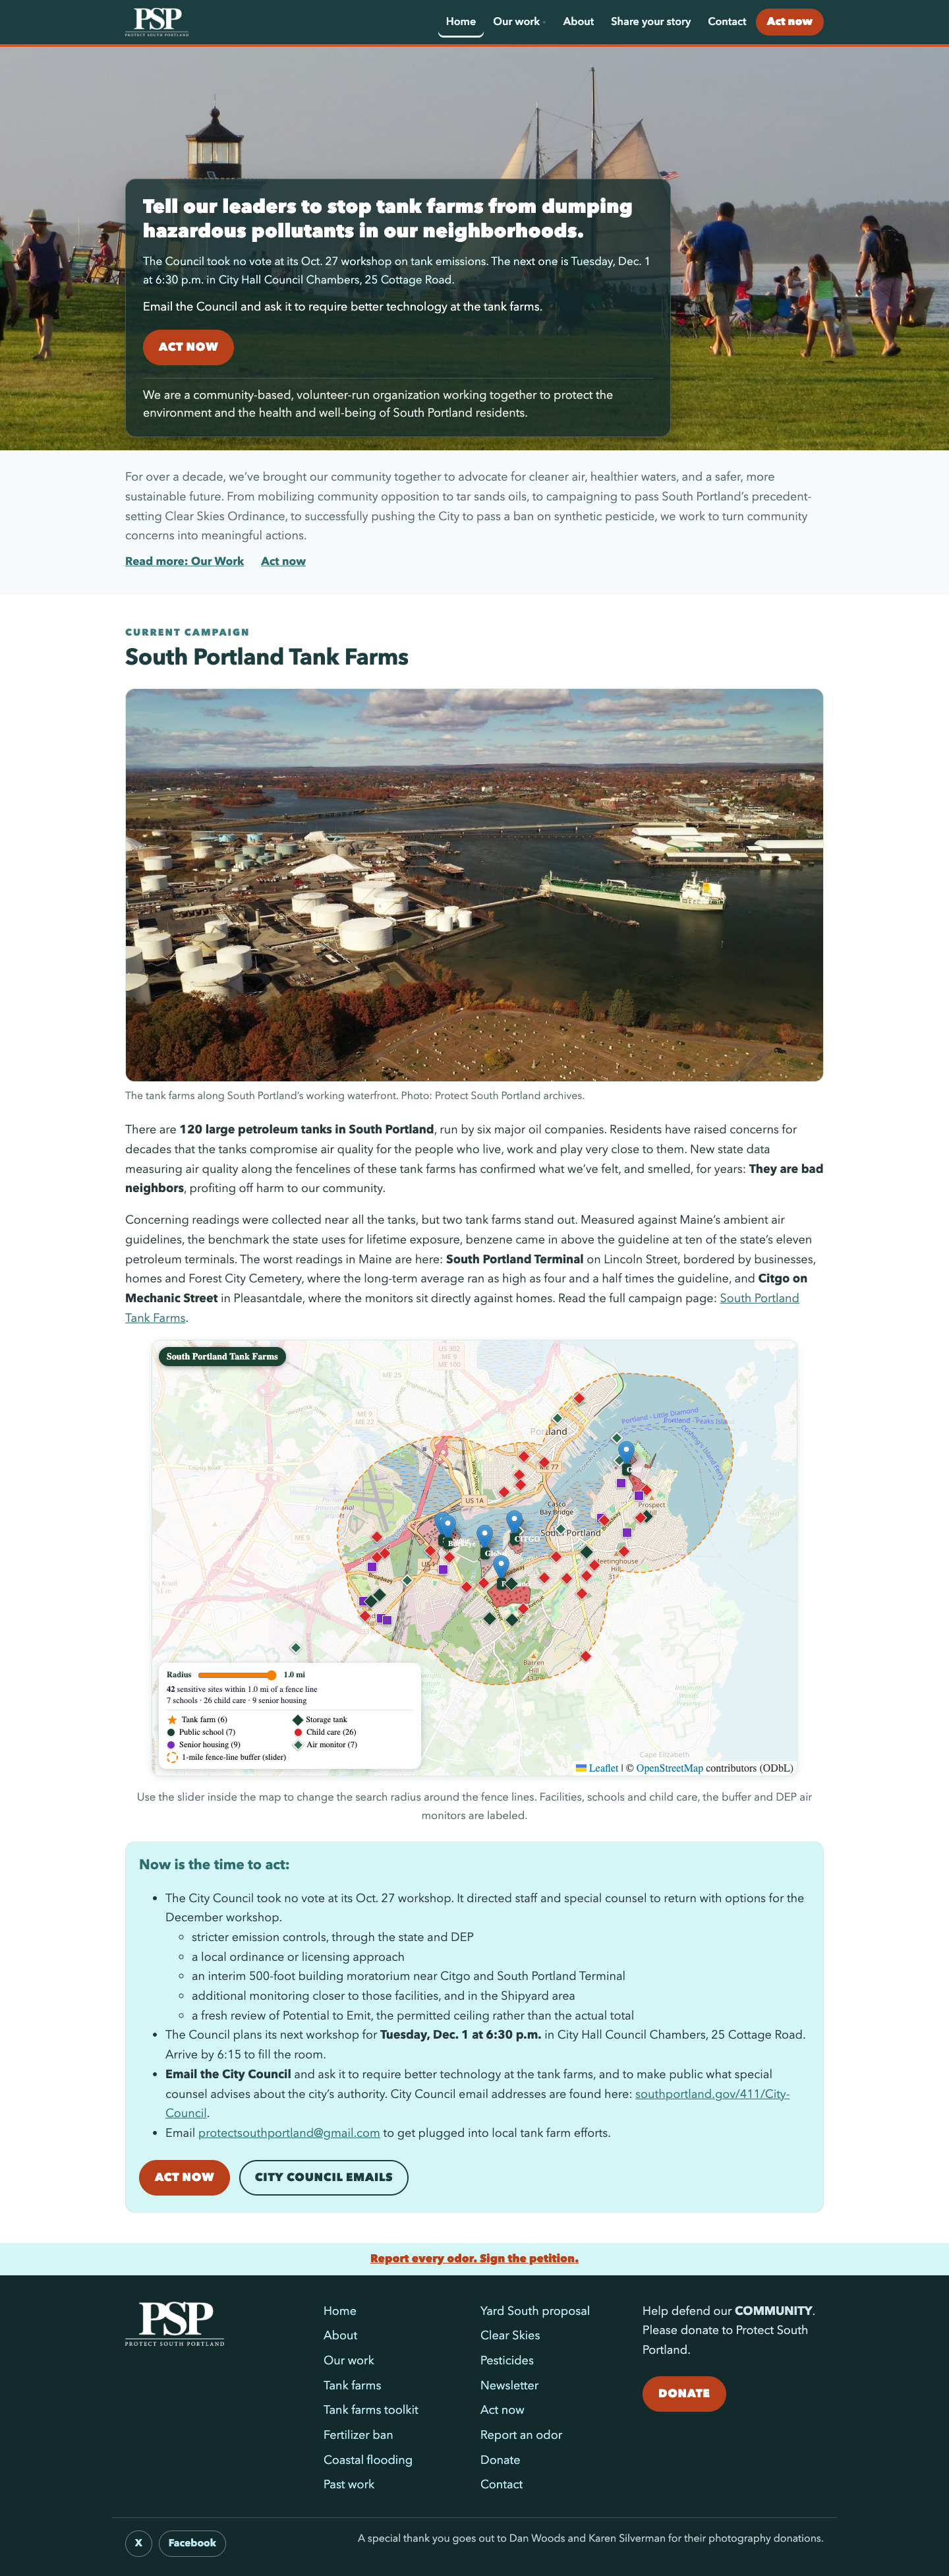 PSP
PROTECT SOUTH PORTLAND
Home
Our work
About
Share your story
Contact
Act now
Tell our leaders to stop tank farms from dumping
hazardous pollutants in our neighborhoods.
The Council took no vote at its Oct. 27 workshop on tank emissions. The next one is Tuesday, Dec. 1
at 6:30 p.m. in City Hall Council Chambers, 25 Cottage Road.
Email the Council and ask it to require better technology at the tank farms.
ACT NOW
We are a community-based, volunteer-run organization working together to protect the
environment and the health and well-being of South Portland residents.
For over a decade, we've brought our community together to advocate for cleaner air, healthier waters, and a safer, more
sustainable future. From mobilizing community opposition to tar sands oils, to campaigning to pass South Portland's precedent-
setting Clear Skies Ordinance, to successfully pushing the City to pass a ban on synthetic pesticide, we work to turn community
concerns into meaningful actions.
Read more: Our Work
Act now
CURRENT CAMPAIGN
South Portland Tank Farms
The tank farms along South Portland's working waterfront. Photo: Protect South Portland archives.
There are 120 large petroleum tanks in South Portland, run by six major oil companies. Residents have raised concerns for
decades that the tanks compromise air quality for the people who live, work and play very close to them. New state data
measuring air quality along the fencelines of these tank farms has confirmed what we've felt, and smelled, for years: They are bad
neighbors, profiting off harm to our community.
Concerning readings were collected near all the tanks, but two tank farms stand out. Measured against Maine's ambient air
guidelines, the benchmark the state uses for lifetime exposure, benzene came in above the guideline at ten of the state's eleven
petroleum terminals. The worst readings in Maine are here: South Portland Terminal on Lincoln Street, bordered by businesses,
homes and Forest City Cemetery, where the long-term average ran as high as four and a half times the guideline, and Citgo on
Mechanic Street in Pleasantdale, where the monitors sit directly against homes. Read the full campaign page: South Portland
Tank Farms.
South Portland Tank Farms
US 302
ME 9
ME 100
ME 25
ME 9
ME 22
Portland
US 1A
Casco
Bay Bridge
South Portland
Prospect
ME 9
CITGO
Broadway
Meetinghouse
Hill
Barren
Hill
Cape Elizabeth
Radius
1.0 mi
42 sensitive sites within 1.0 mi of a fence line
7 schools · 26 child care · 9 senior housing
Tank farm (6)
Storage tank
Public school (7)
Child care (26)
Senior housing (9)
Air monitor (7)
1-mile fence-line buffer (slider)
Leaflet | © OpenStreetMap contributors (ODbL)
Use the slider inside the map to change the search radius around the fence lines. Facilities, schools and child care, the buffer and DEP air
monitors are labeled.
Now is the time to act:
• The City Council took no vote at its Oct. 27 workshop. It directed staff and special counsel to return with options for the
December workshop.
◦ stricter emission controls, through the state and DEP
◦ a local ordinance or licensing approach
◦ an interim 500-foot building moratorium near Citgo and South Portland Terminal
◦ additional monitoring closer to those facilities, and in the Shipyard area
◦ a fresh review of Potential to Emit, the permitted ceiling rather than the actual total
• The Council plans its next workshop for Tuesday, Dec. 1 at 6:30 p.m. in City Hall Council Chambers, 25 Cottage Road.
Arrive by 6:15 to fill the room.
• Email the City Council and ask it to require better technology at the tank farms, and to make public what special
counsel advises about the city's authority. City Council email addresses are found here: southportland.gov/411/City-
Council.
• Email protectsouthportland@gmail.com to get plugged into local tank farm efforts.
ACT NOW
CITY COUNCIL EMAILS
Report every odor. Sign the petition.
PSP
PROTECT SOUTH PORTLAND
Home
About
Our work
Tank farms
Tank farms toolkit
Fertilizer ban
Coastal flooding
Past work
Yard South proposal
Clear Skies
Pesticides
Newsletter
Act now
Report an odor
Donate
Contact
Help defend our COMMUNITY.
Please donate to Protect South
Portland.
DONATE
X
Facebook
A special thank you goes out to Dan Woods and Karen Silverman for their photography donations.